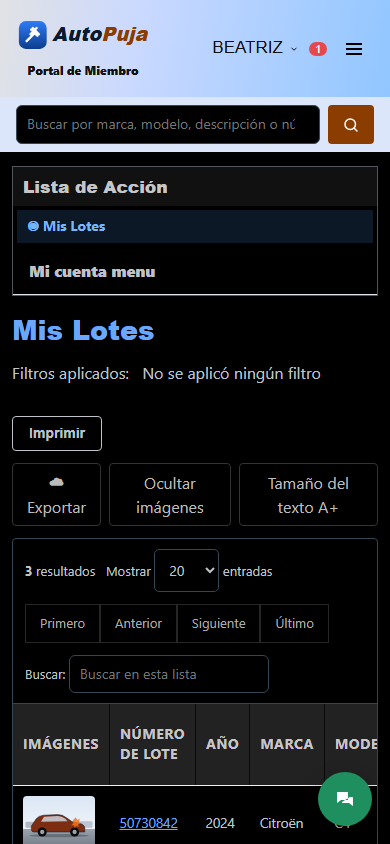 AutoPuja
Portal de Miembro
BEATRIZ
1
Buscar por marca, modelo, descripción o nú
Lista de Acción
Mis Lotes
Mi cuenta menu
Mis Lotes
Filtros aplicados: No se aplicó ningún filtro
Imprimir
Exportar
Ocultar
imágenes
Tamaño del
texto A+
3 resultados Mostrar 20 entradas
Primero Anterior Siguiente Último
Buscar: Buscar en esta lista
IMÁGENES NÚMERO DE LOTE AÑO MARCA MODE
50730842 2024 Citroën